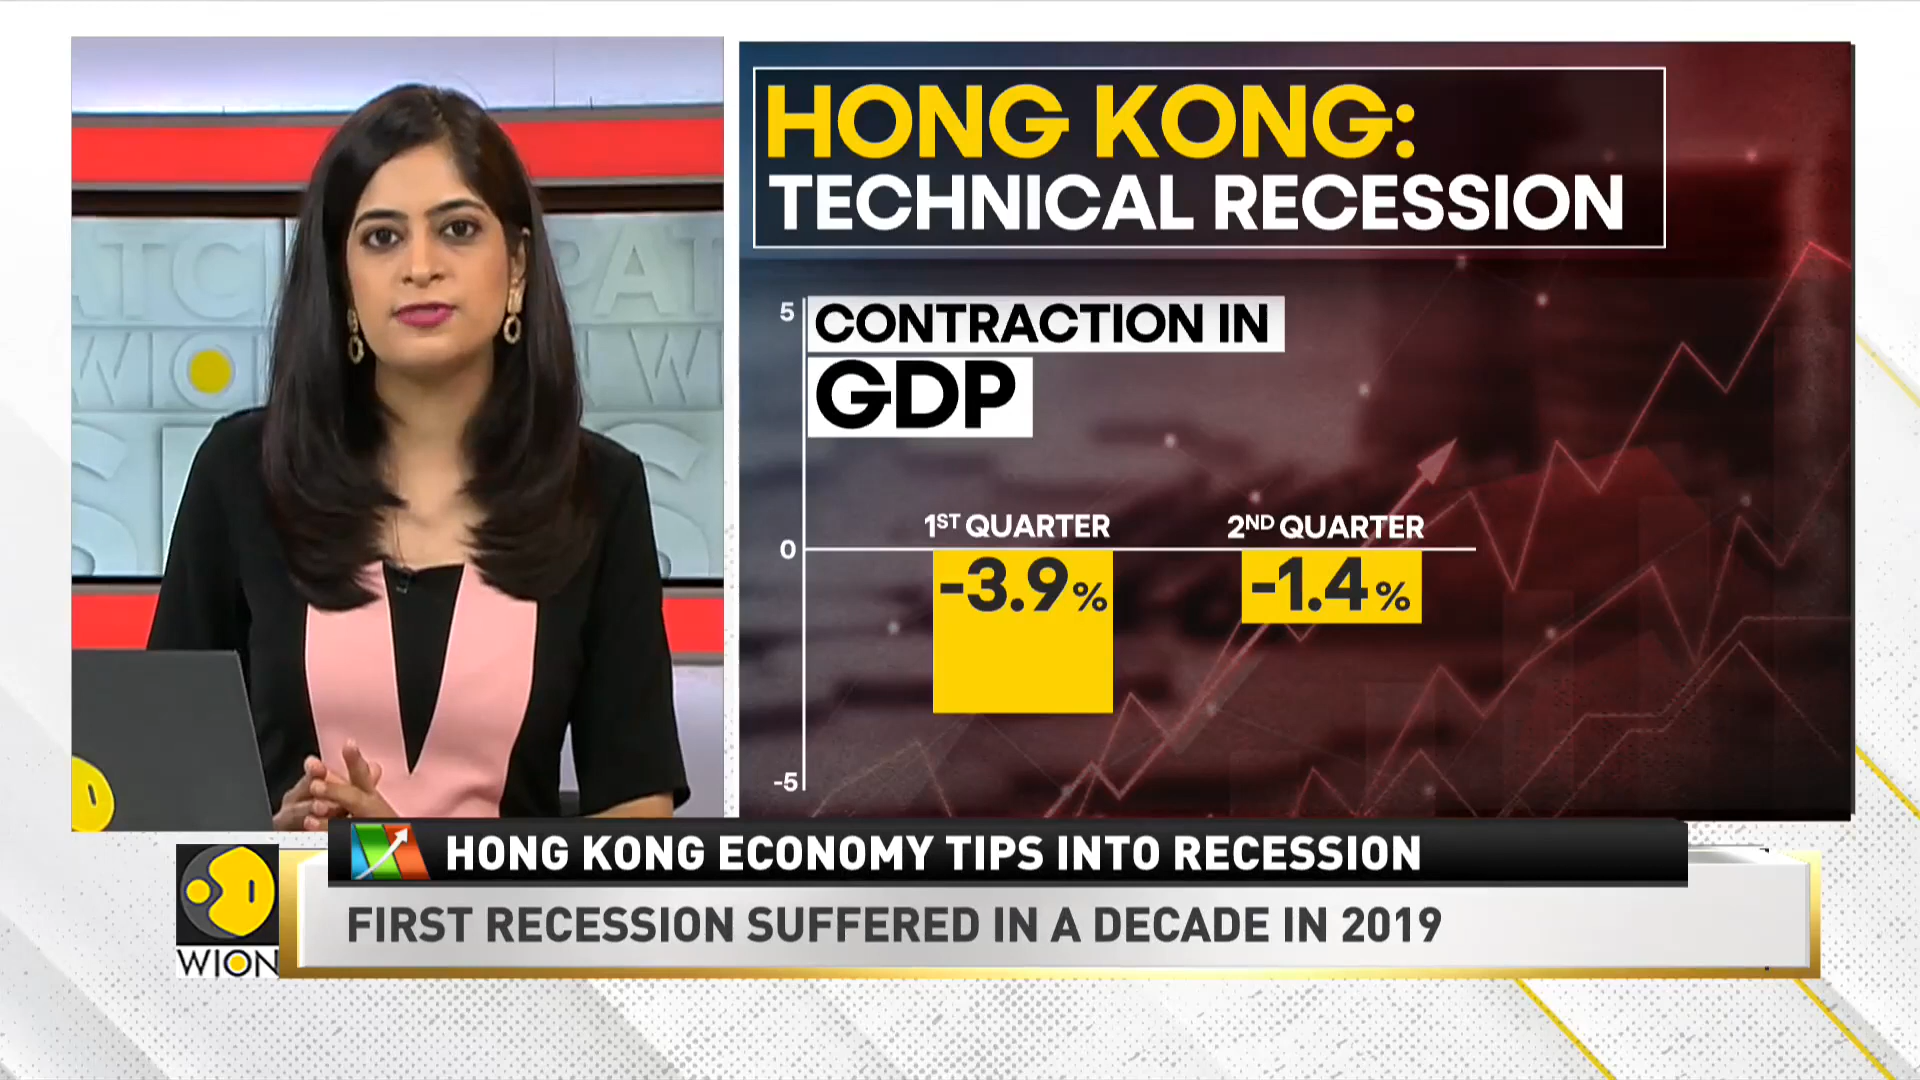 HONG KONG:
TECHNICAL RECESSION
5
CONTRACTION IN
GDP
1ST QUARTER
2ND QUARTER
0
-3.9%
-1.4%
-5
HONG KONG ECONOMY TIPS INTO RECESSION
FIRST RECESSION SUFFERED IN A DECADE IN 2019
WION